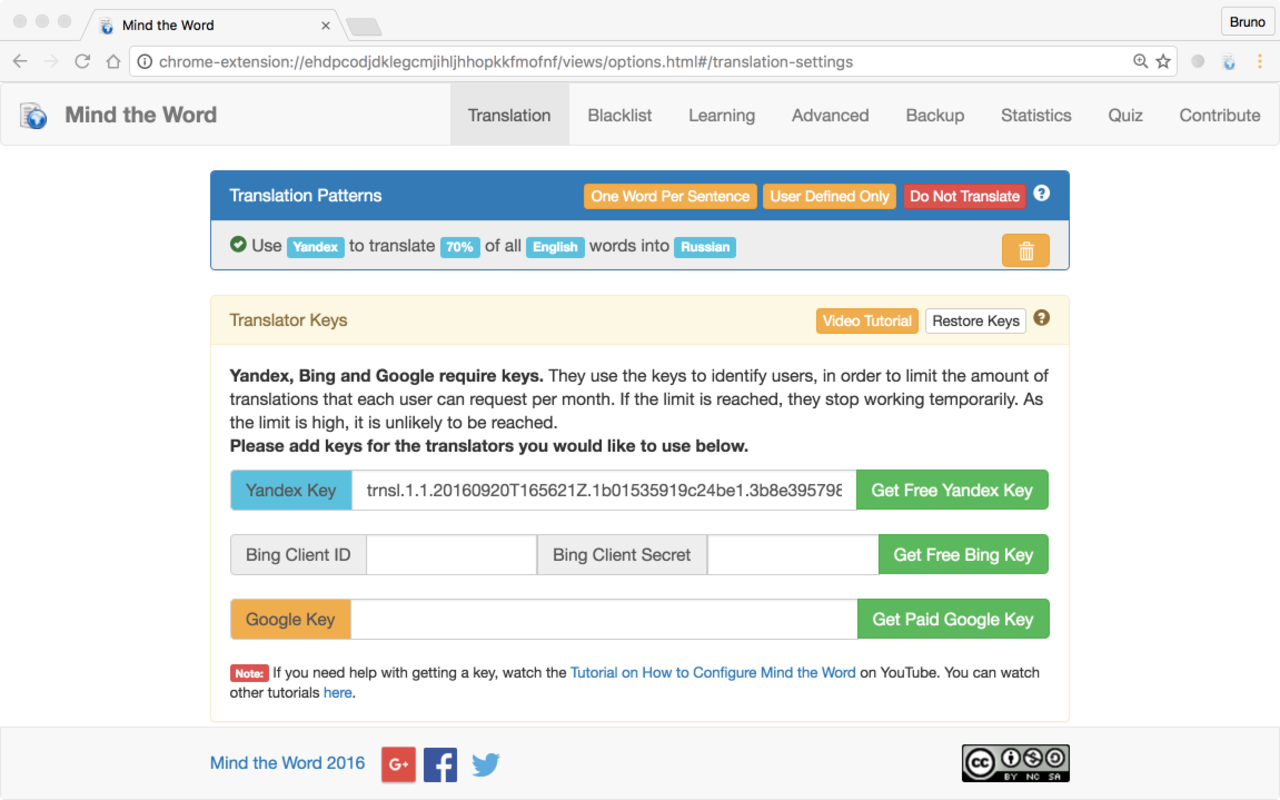 Mind the Word
Bruno
chrome-extension://ehdpcodjdklegcmjihljhhopkkfmofnf/views/options.html#/translation-settings
Mind the Word Translation Blacklist Learning Advanced Backup Statistics Quiz Contribute
Translation Patterns One Word Per Sentence User Defined Only Do Not Translate ?
Use Yandex to translate 70% of all English words into Russian
Translator Keys Video Tutorial Restore Keys ?
Yandex, Bing and Google require keys. They use the keys to identify users, in order to limit the amount of
translations that each user can request per month. If the limit is reached, they stop working temporarily. As
the limit is high, it is unlikely to be reached.
Please add keys for the translators you would like to use below.
Yandex Key trnsl.1.1.20160920T165621Z.1b01535919c24be1.3b8e395798 Get Free Yandex Key
Bing Client ID Bing Client Secret Get Free Bing Key
Google Key Get Paid Google Key
Note: If you need help with getting a key, watch the Tutorial on How to Configure Mind the Word on YouTube. You can watch
other tutorials here.
Mind the Word 2016 G+ f cc BY NC SA